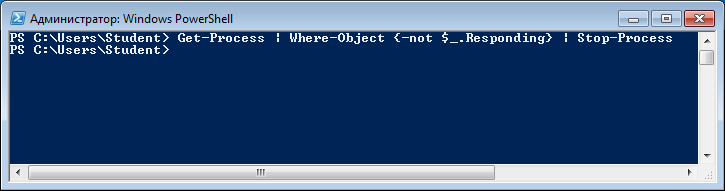 Администратор: Windows PowerShell
PS C:\Users\Student> Get-Process | Where-Object {-not $_.Responding} | Stop-Process
PS C:\Users\Student>